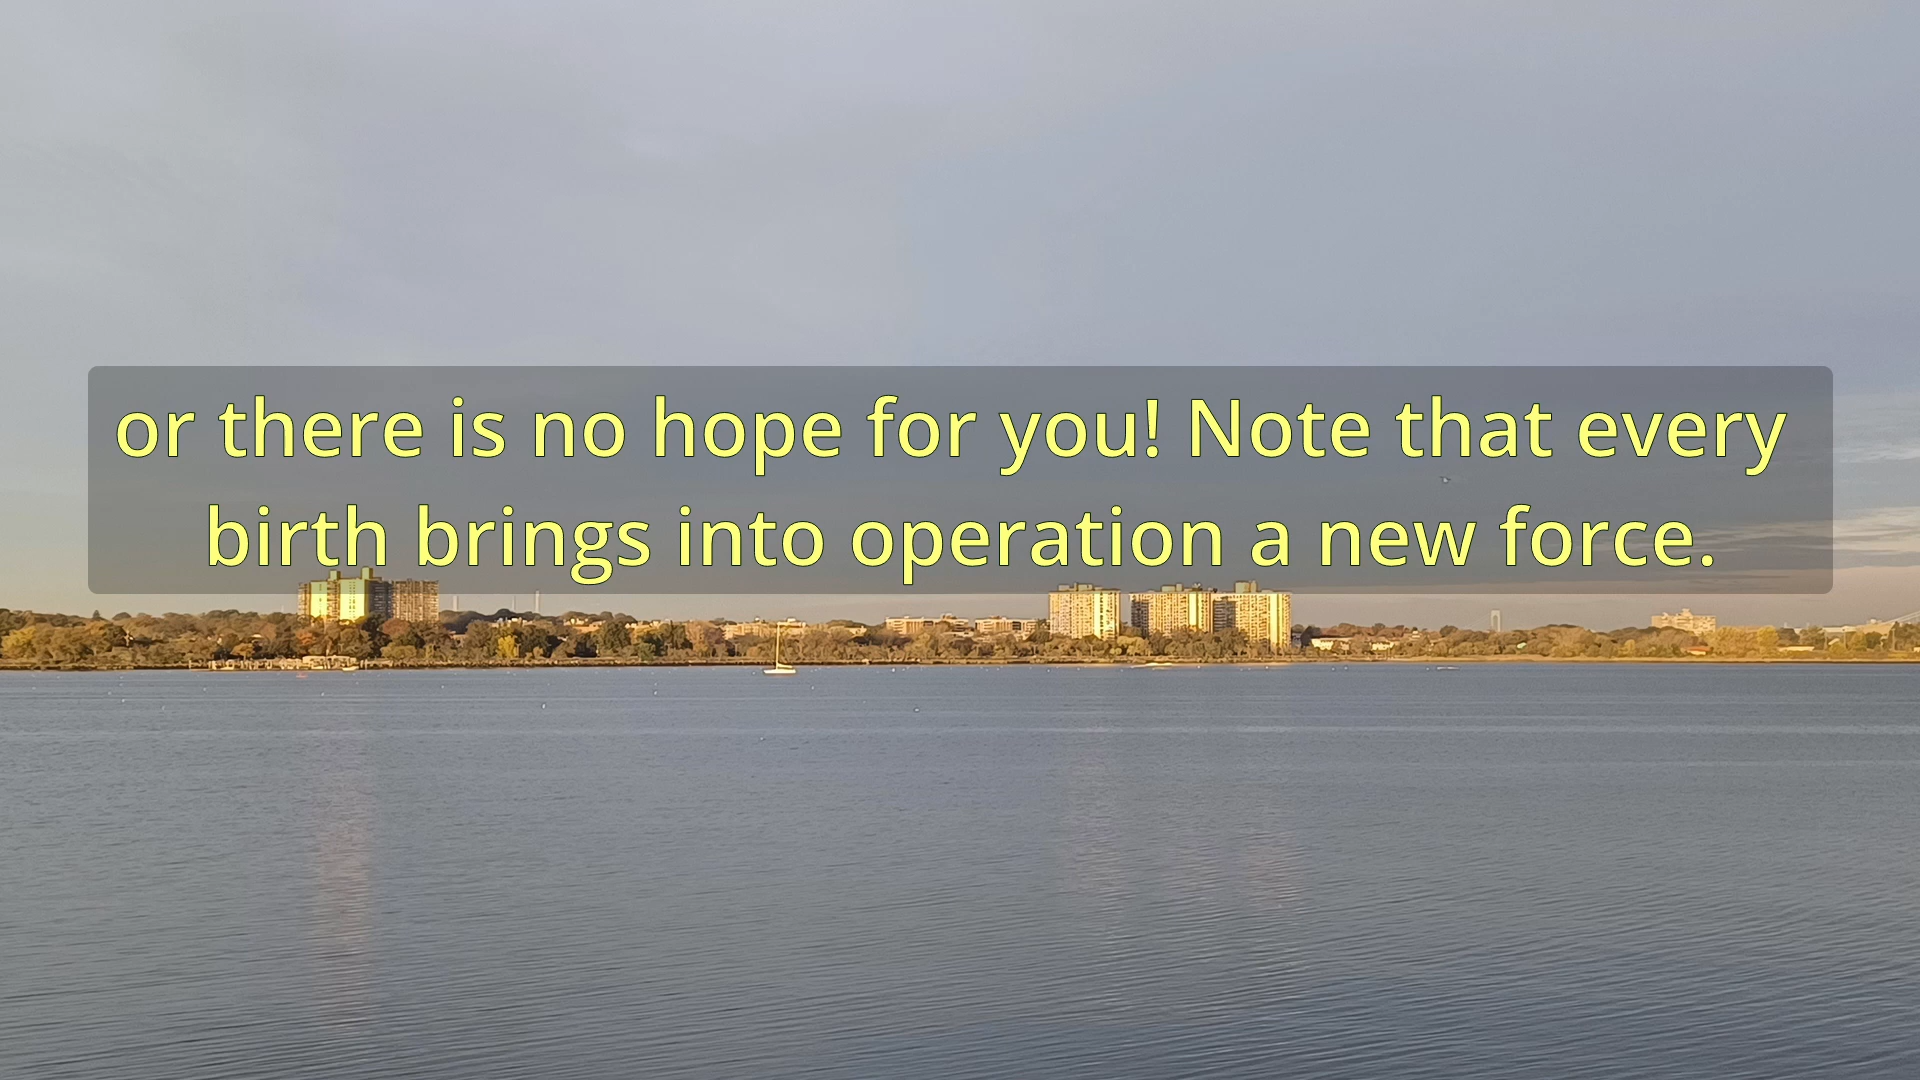 or there is no hope for you! Note that every
birth brings into operation a new force.